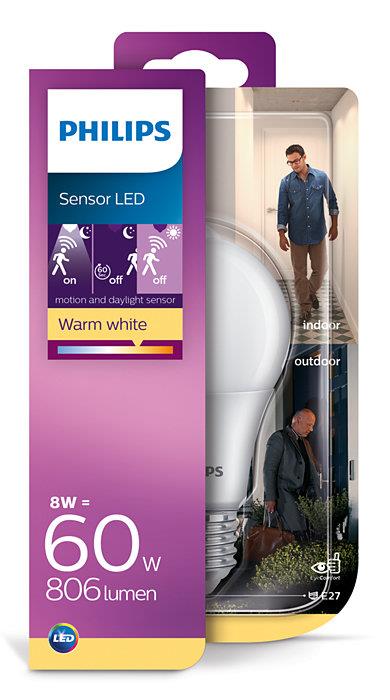 PHILIPS
Sensor LED
on
60
off
off
motion and daylight sensor
Warm white
indoor
outdoor
PS
8W =
60 W
806 lumen
EyeComfort
E27
LED